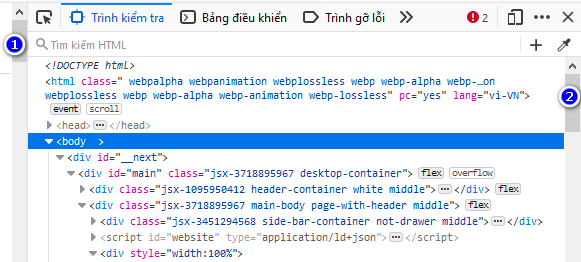 Trình kiểm tra Bảng điều khiển Trình gỡ lỗi 2
1 Tìm kiếm HTML
<!DOCTYPE html>
<html class=" webpalpha webpanimation webplossless webp webp-alpha webp-…on
webplossless webp webp-alpha webp-animation webp-lossless" pc="yes" lang="vi-VN">
event scroll
<head> ••• </head>
2
<body >
<div id="__next">
<div id="main" class="jsx-3718895967 desktop-container"> flex overflow
<div class="jsx-1095950412 header-container white middle"> ••• </div> flex
<div class="jsx-3718895967 main-body page-with-header middle"> flex
<div class="jsx-3451294568 side-bar-container not-drawer middle"> ••• </div>
<script id="website" type="application/ld+json"> ••• </script>
<div style="width:100%">